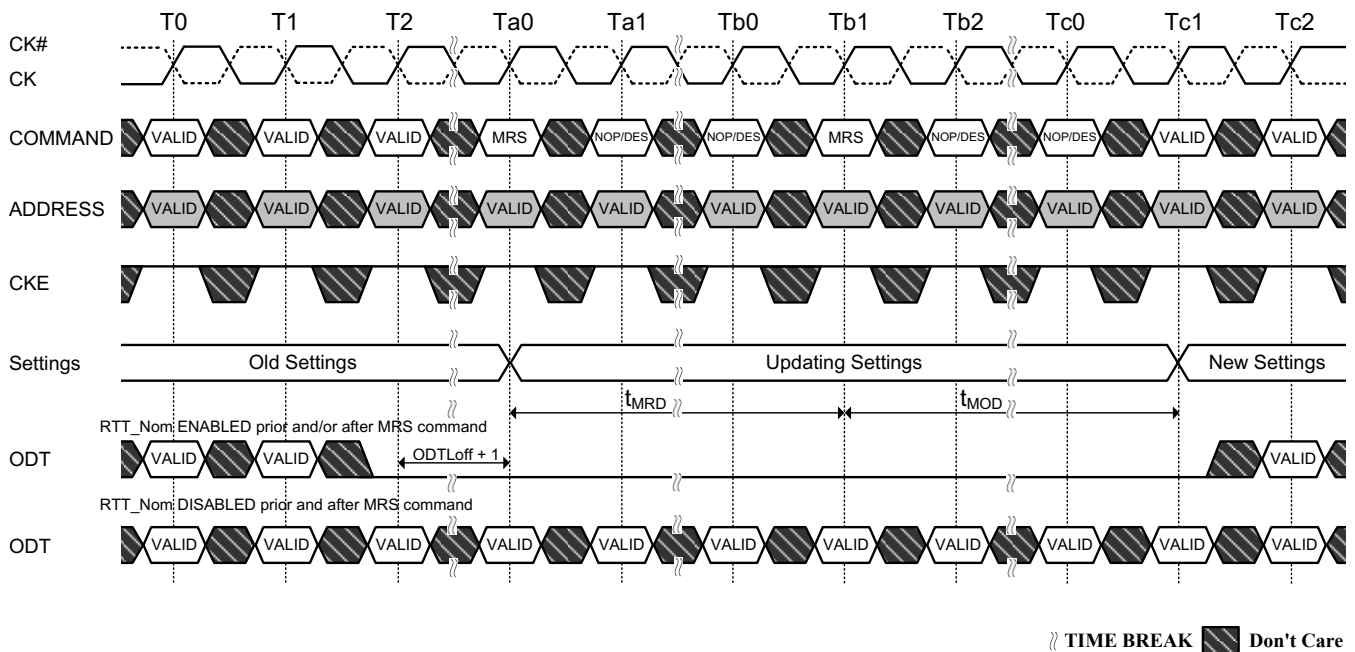 T0 T1 T2 Ta0 Ta1 Tb0 Tb1 Tb2 Tc0 Tc1 Tc2
CK#
CK
COMMAND VALID VALID VALID MRS NOP/DES NOP/DES MRS NOP/DES NOP/DES VALID VALID
ADDRESS VALID VALID VALID VALID VALID VALID VALID VALID VALID VALID VALID
CKE
Settings Old Settings Updating Settings New Settings
tMRD tMOD
RTT_Nom ENABLED prior and/or after MRS command
ODT VALID VALID ODTLoff + 1 VALID
RTT_Nom DISABLED prior and after MRS command
ODT VALID VALID VALID VALID VALID VALID VALID VALID VALID VALID VALID
TIME BREAK Don't Care